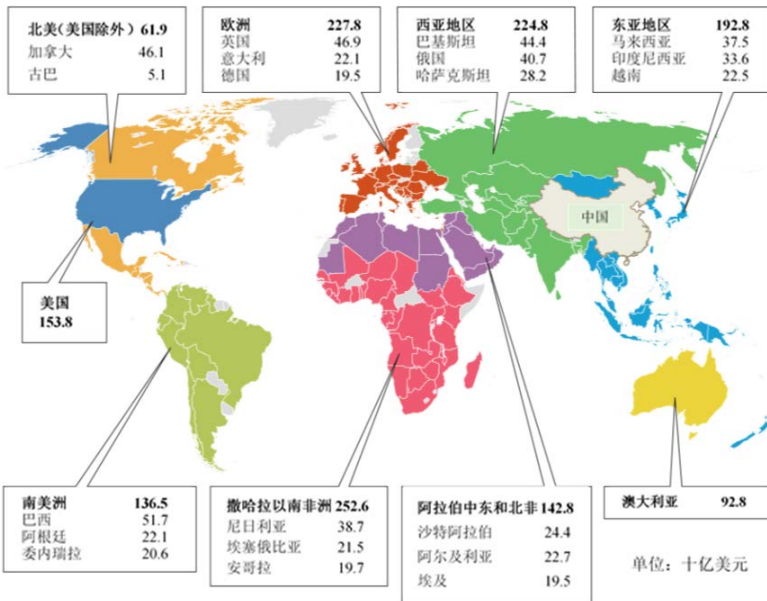 北美(美国除外) 61.9
加拿大 46.1
古巴 5.1
欧洲 227.8
英国 46.9
意大利 22.1
德国 19.5
西亚地区 224.8
巴基斯坦 44.4
俄国 40.7
哈萨克斯坦 28.2
东亚地区 192.8
马来西亚 37.5
印度尼西亚 33.6
越南 22.5
中国
美国
153.8
南美洲 136.5
巴西 51.7
阿根廷 22.1
委内瑞拉 20.6
撒哈拉以南非洲 252.6
尼日利亚 38.7
埃塞俄比亚 21.5
安哥拉 19.7
阿拉伯中东和北非 142.8
沙特阿拉伯 24.4
阿尔及利亚 22.7
埃及 19.5
澳大利亚 92.8
单位：十亿美元